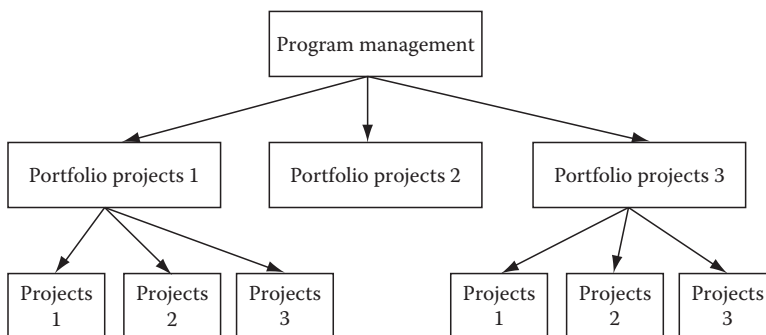 Program management
Portfolio projects 1
Portfolio projects 2
Portfolio projects 3
Projects
1
Projects
2
Projects
3
Projects
1
Projects
2
Projects
3